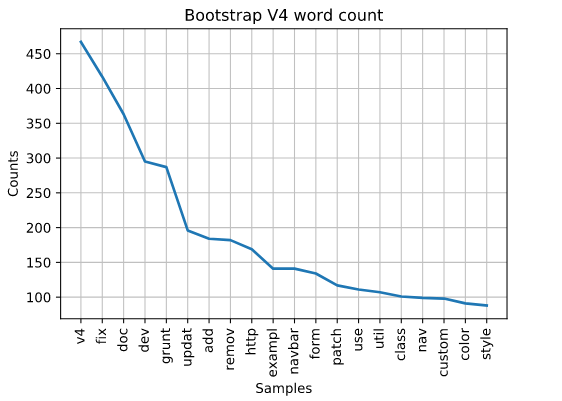 Bootstrap V4 word count
450
400
350
300
250
200
150
100
Counts
v4
fix
doc
dev
grunt
updat
add
remov
http
exampl
navbar
form
patch
use
util
class
nav
custom
color
style
Samples